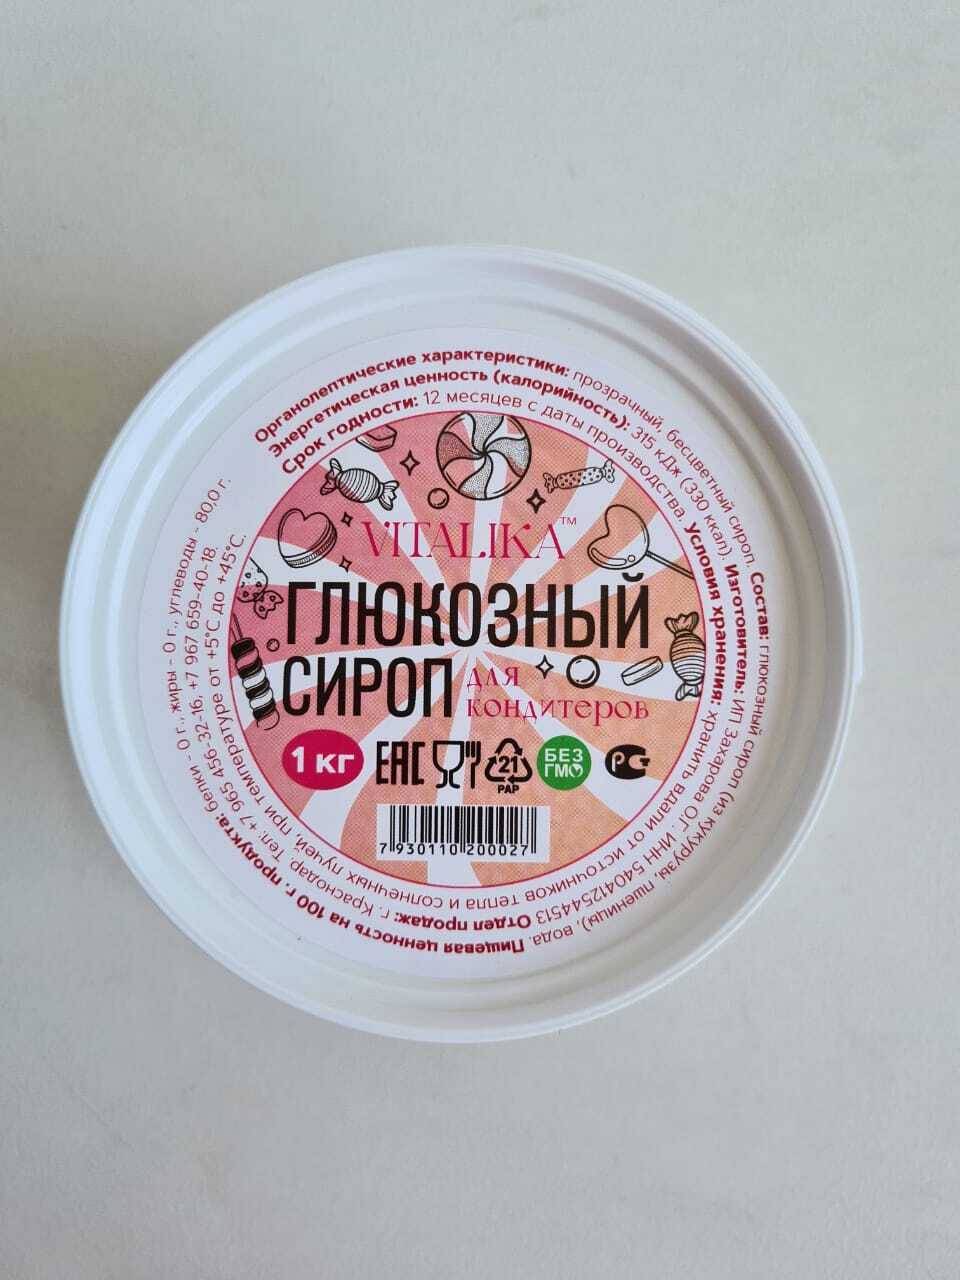 Органолептические характеристики: прозрачный, бесцветный сироп. Состав: глюкозный сироп (из кукурузы, пшеницы), вода. Пищевая ценность на 100 г. продукта: белки - 0 г., жиры - 0 г., углеводы - 80,0 г.
Энергетическая ценность (калорийность): 315 кДж (330 ккал). Изготовитель: ИП Захарова О.Г. ИНН 540412544513 Отдел продаж: г. Краснодар. Тел.: +7 965 456-32-16, +7 967 659-40-18.
Срок годности: 12 месяцев с даты производства. Условия хранения: хранить вдали от источников тепла и солнечных лучей, при температуре от +5°C до +45°C.
VITALIKA™
ГЛЮКОЗНЫЙ
СИРОП для
кондитеров
1 кг EAC 21 PAP БЕЗ ГМО РСТ
7 930110 200027